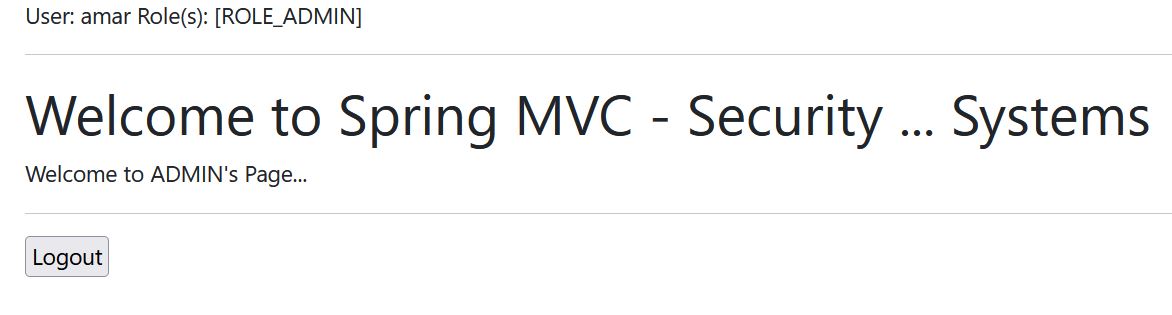 User: amar Role(s): [ROLE_ADMIN]
Welcome to Spring MVC - Security ... Systems
Welcome to ADMIN's Page...
Logout